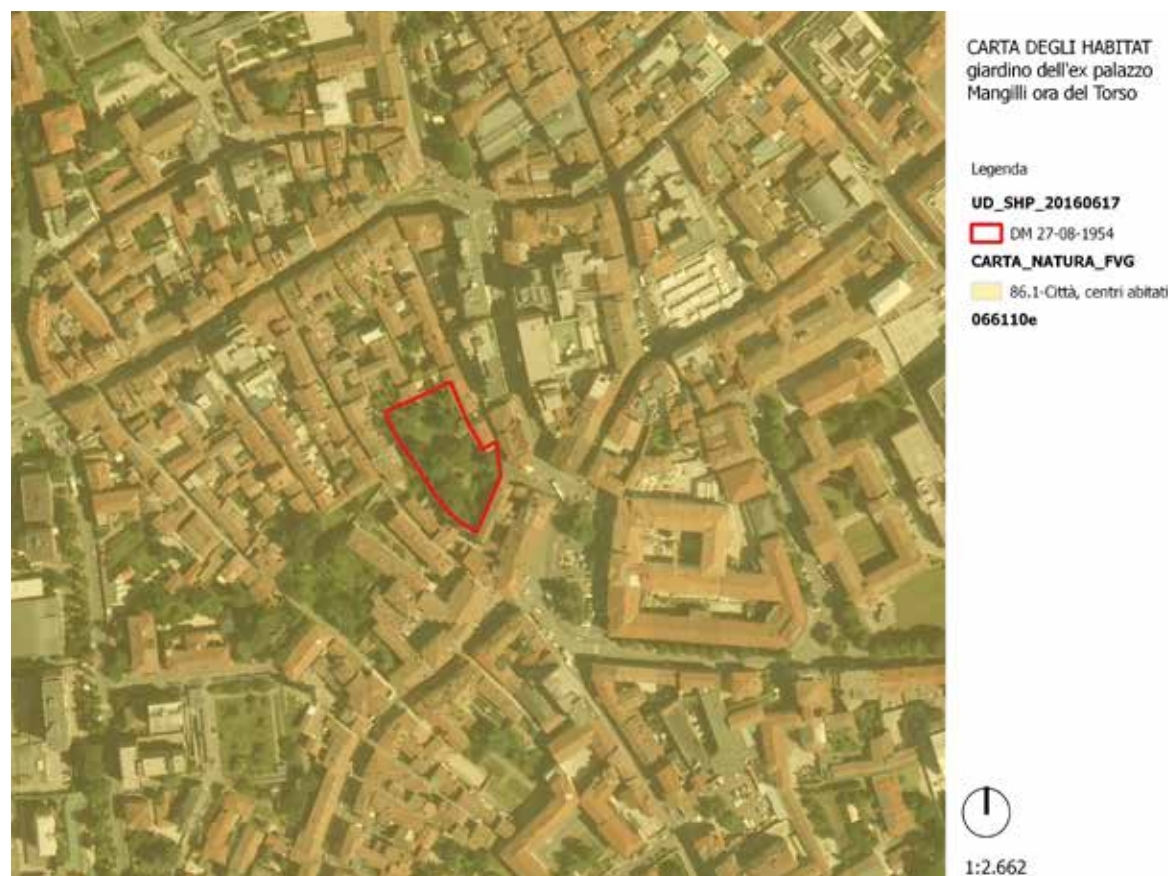 CARTA DEGLI HABITAT
giardino dell'ex palazzo
Mangilli ora del Torso
Legenda
UD_SHP_20160617
DM 27-08-1954
CARTA_NATURA_FVG
86.1-Città, centri abitati
066110e
1:2.662